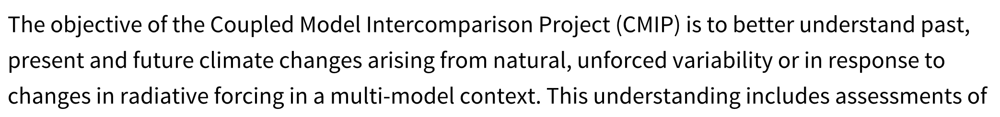 The objective of the Coupled Model Intercomparison Project (CMIP) is to better understand past,
present and future climate changes arising from natural, unforced variability or in response to
changes in radiative forcing in a multi-model context. This understanding includes assessments of